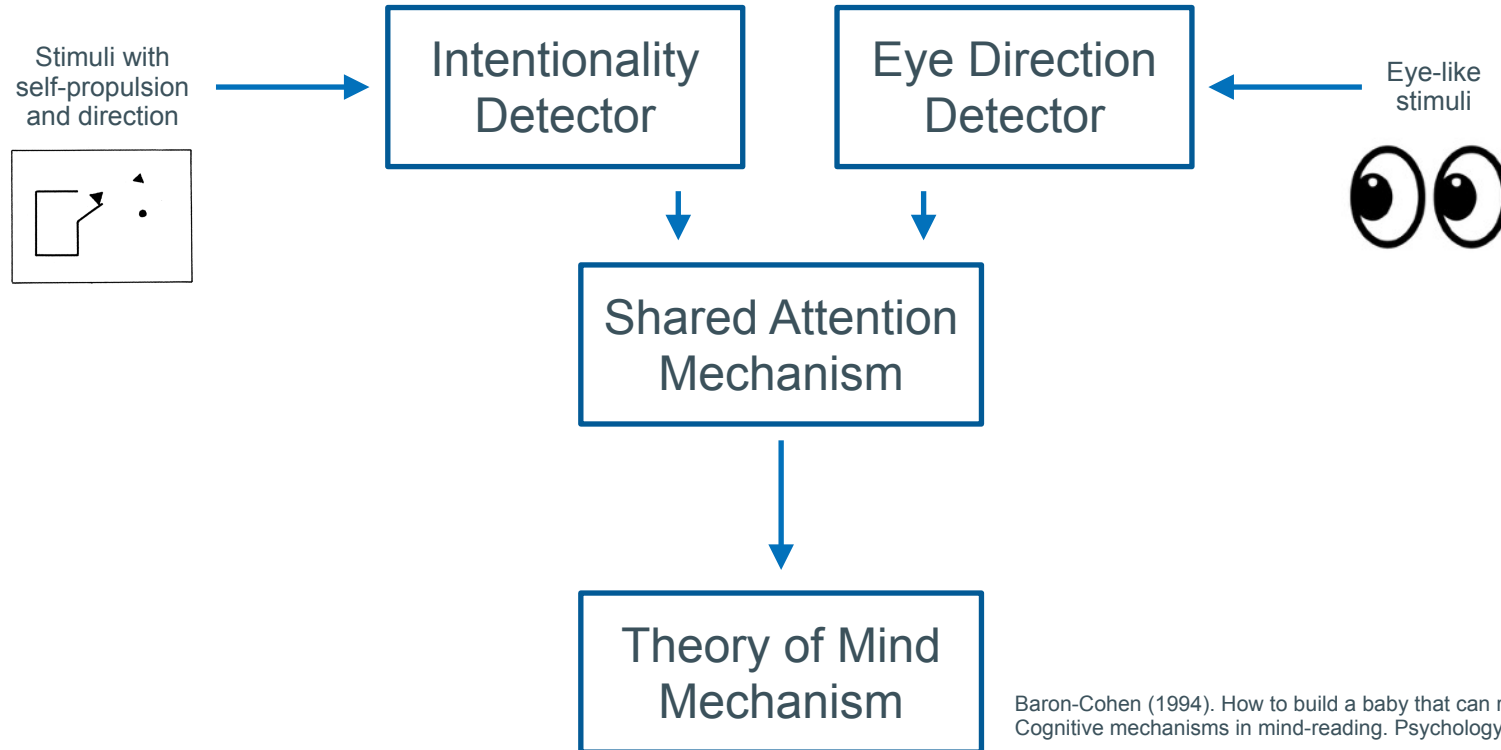 Stimuli with
self-propulsion
and direction
Intentionality
Detector
Eye Direction
Detector
Eye-like
stimuli
Shared Attention
Mechanism
Theory of Mind
Mechanism
Baron-Cohen (1994). How to build a baby that can
Cognitive mechanisms in mind-reading. Psychology